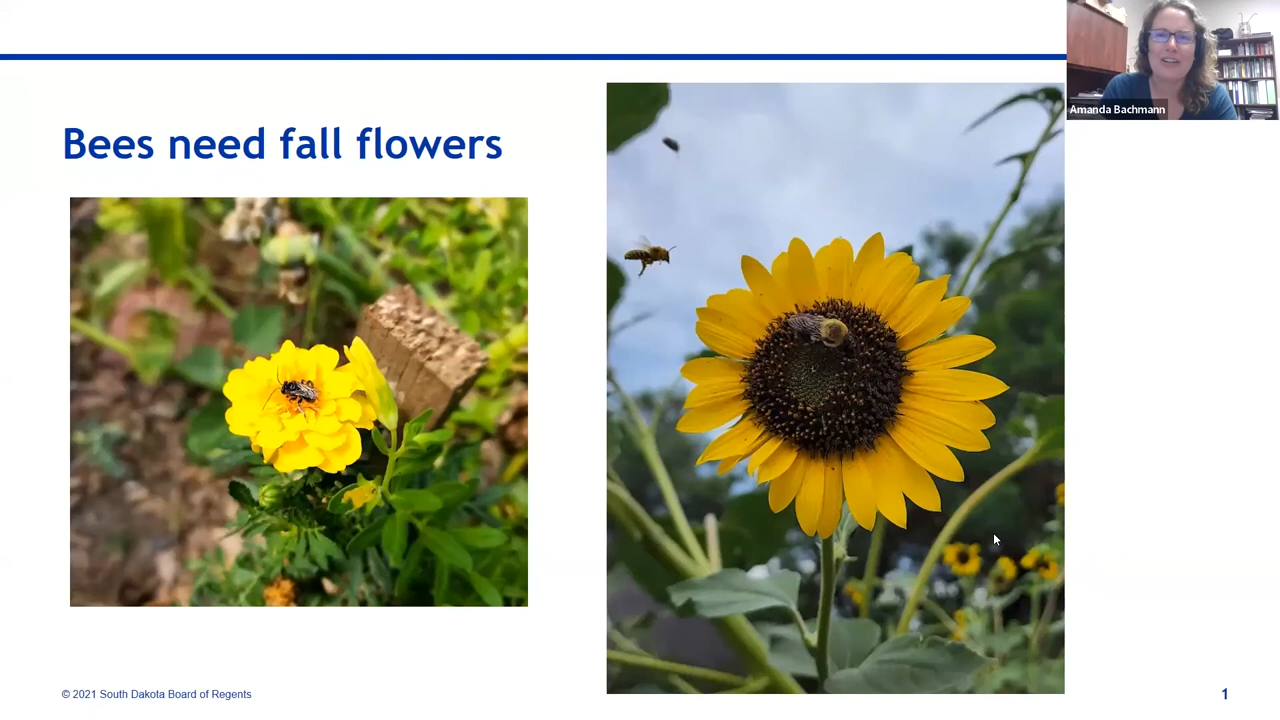 Amanda Bachmann
Bees need fall flowers
© 2021 South Dakota Board of Regents
1